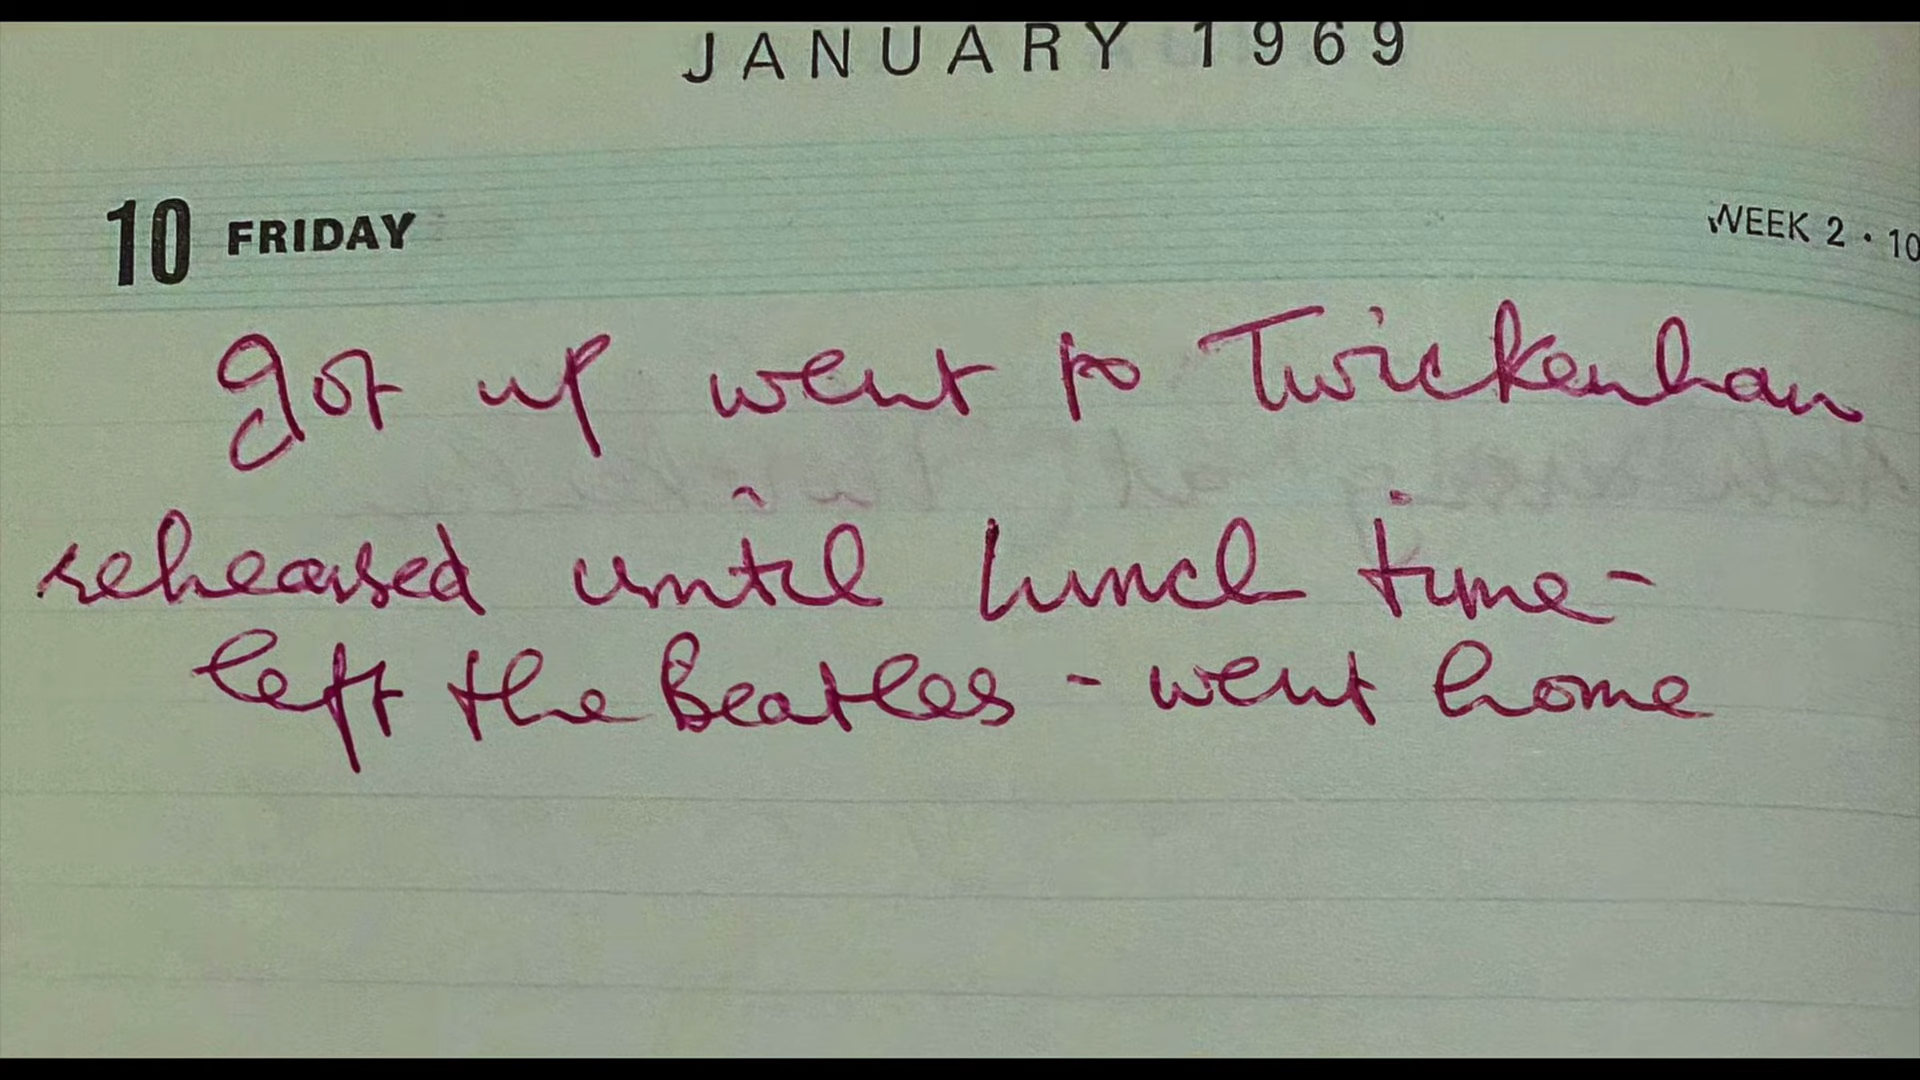 JANUARY 1969
10 FRIDAY WEEK 2 · 10
got up went to Twickenham
rehearsed until lunch time -
left the Beatles - went home